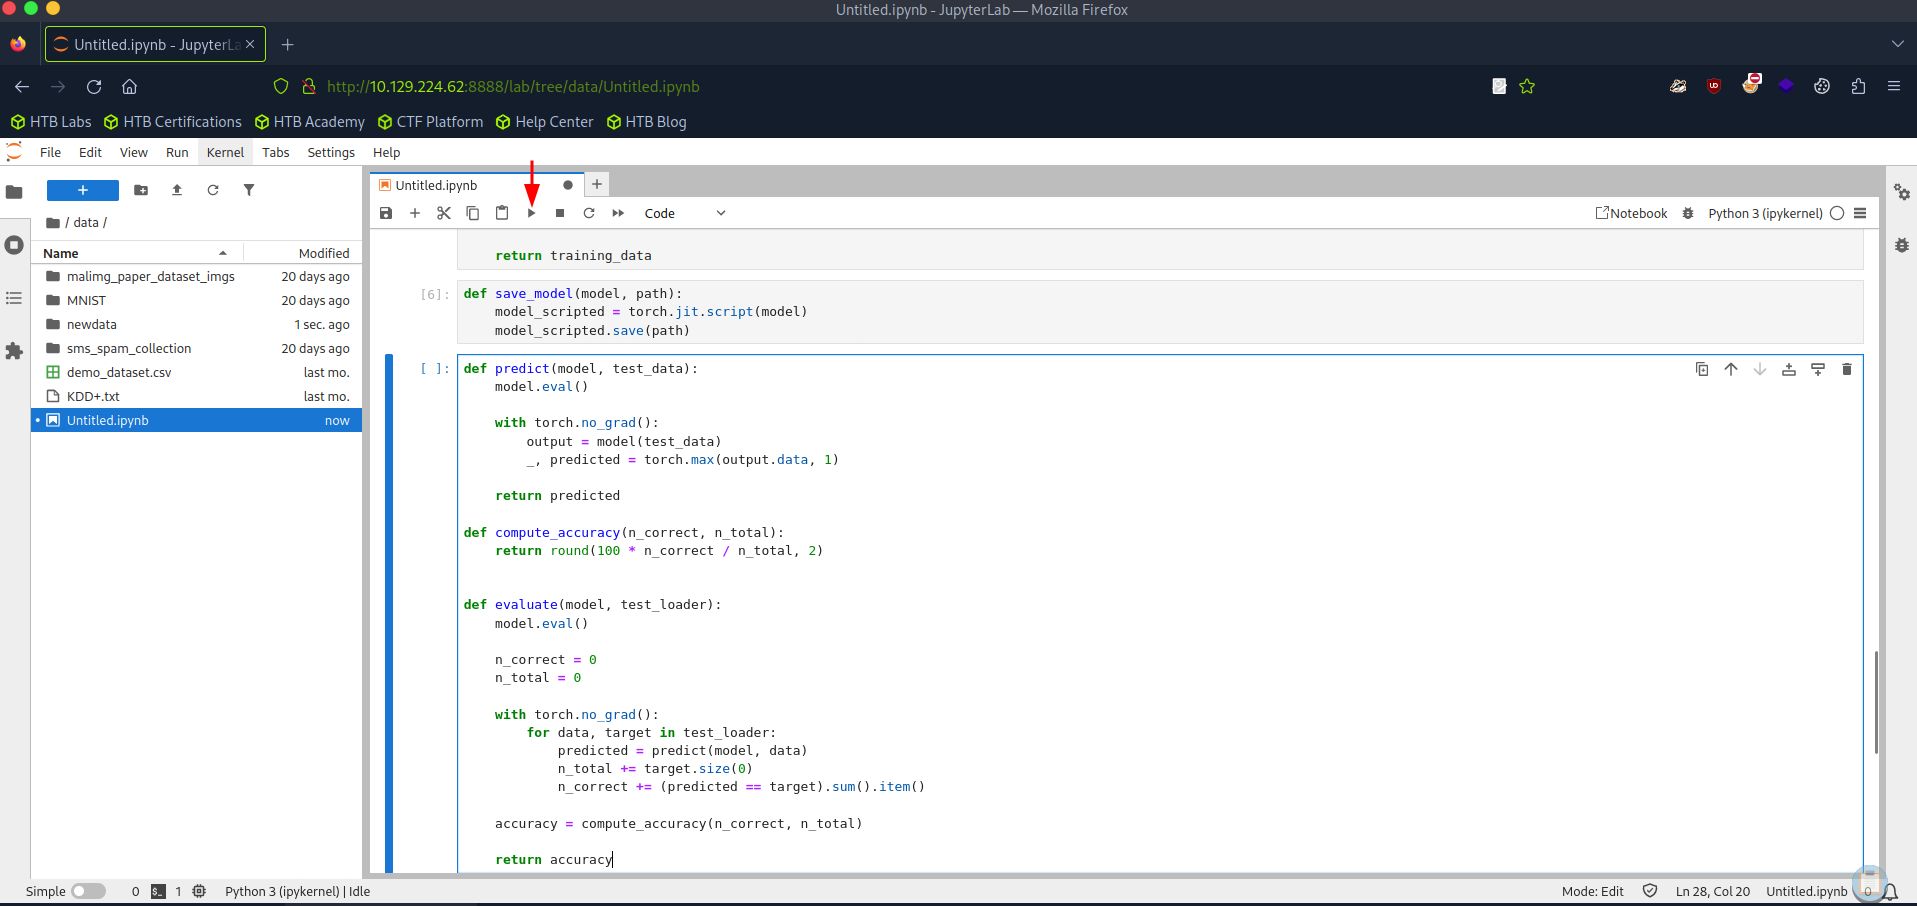 Untitled.ipynb - JupyterLab — Mozilla Firefox
Untitled.ipynb - JupyterLa
http://10.129.224.62:8888/lab/tree/data/Untitled.ipynb
HTB Labs HTB Certifications HTB Academy CTF Platform Help Center HTB Blog
File Edit View Run Kernel Tabs Settings Help
/ data /
Name Modified
malimg_paper_dataset_imgs 20 days ago
MNIST 20 days ago
newdata 1 sec. ago
sms_spam_collection 20 days ago
demo_dataset.csv last mo.
KDD+.txt last mo.
Untitled.ipynb now
Untitled.ipynb
Code Notebook Python 3 (ipykernel)
return training_data
[6]: def save_model(model, path):
model_scripted = torch.jit.script(model)
model_scripted.save(path)
[ ]: def predict(model, test_data):
model.eval()
with torch.no_grad():
output = model(test_data)
_, predicted = torch.max(output.data, 1)
return predicted
def compute_accuracy(n_correct, n_total):
return round(100 * n_correct / n_total, 2)
def evaluate(model, test_loader):
model.eval()
n_correct = 0
n_total = 0
with torch.no_grad():
for data, target in test_loader:
predicted = predict(model, data)
n_total += target.size(0)
n_correct += (predicted == target).sum().item()
accuracy = compute_accuracy(n_correct, n_total)
return accuracy
Simple 0 $_ 1 Python 3 (ipykernel) | Idle Mode: Edit Ln 28, Col 20 Untitled.ipynb 0